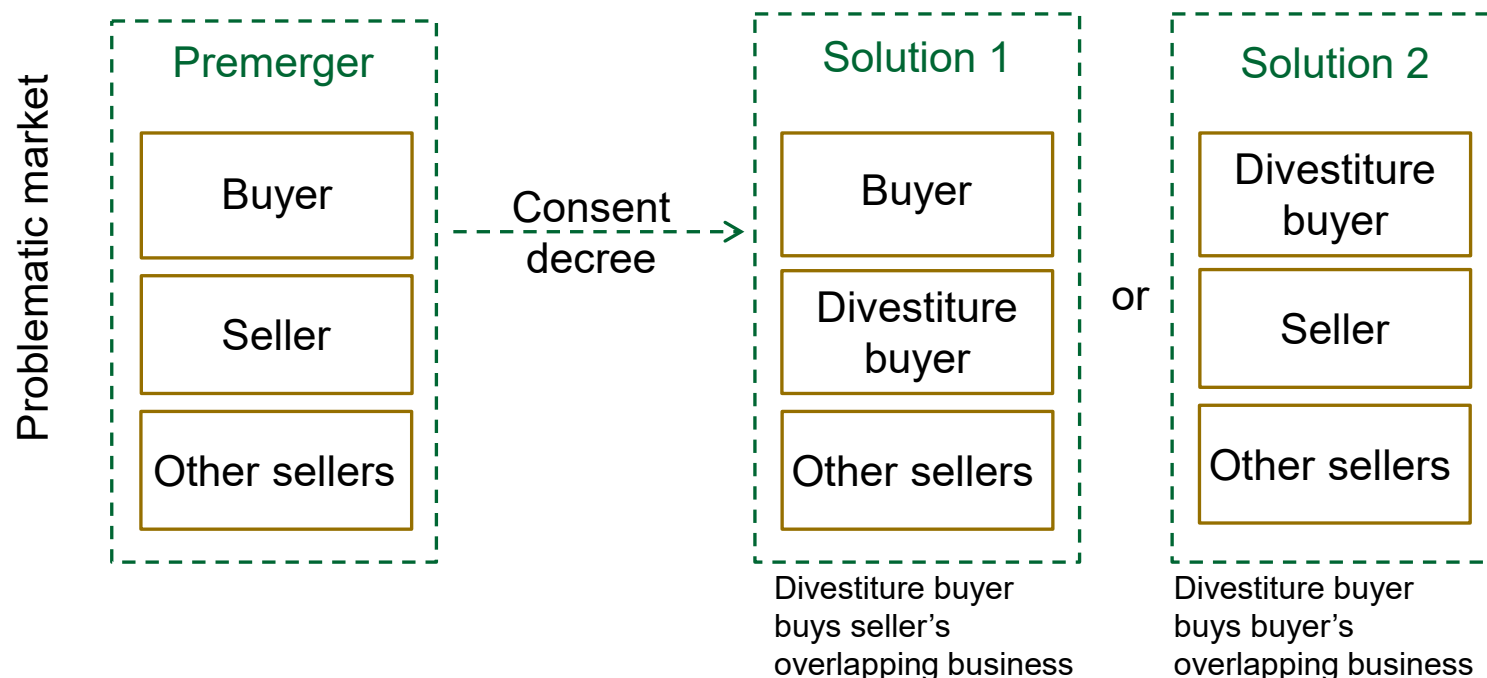 Problematic market
Premerger
Buyer
Seller
Other sellers
Consent
decree
Solution 1
Buyer
Divestiture
buyer
Other sellers
Divestiture buyer
buys seller’s
overlapping business
or
Solution 2
Divestiture
buyer
Seller
Other sellers
Divestiture buyer
buys buyer’s
overlapping business